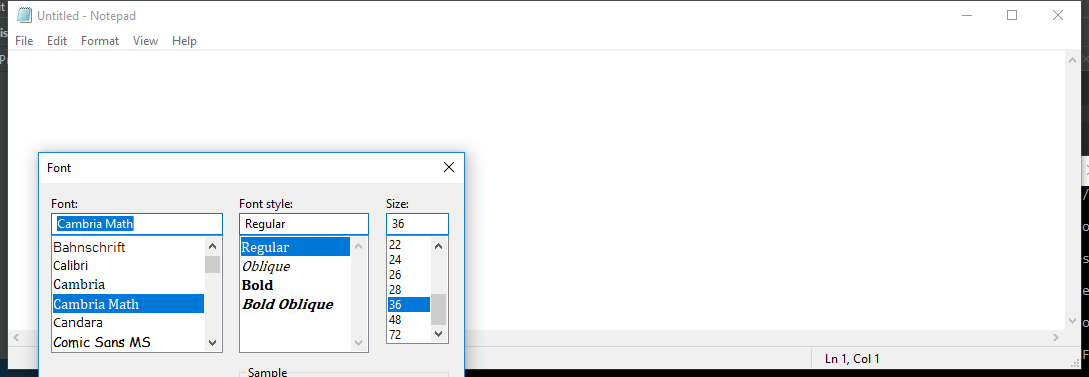 Untitled - Notepad
File Edit Format View Help
Font
Font: Font style: Size:
Cambria Math Regular 36
Bahnschrift Regular 22
Calibri Oblique 24
Cambria Bold 26
Cambria Math Bold Oblique 28
Candara 36
Comic Sans MS 48
72
Sample
Ln 1, Col 1